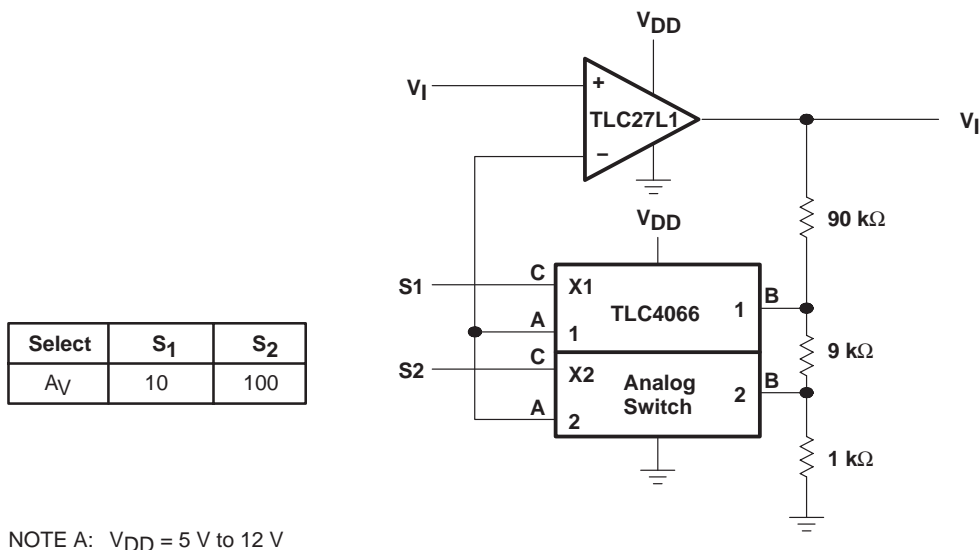 VDD
VI
+
TLC27L1
−
VI
90 kΩ
VDD
S1
C
X1
TLC4066
1
B
A
1
9 kΩ
S2
C
X2
Analog
Switch
2
B
A
2
1 kΩ
Select S1 S2
AV 10 100
NOTE A: VDD = 5 V to 12 V